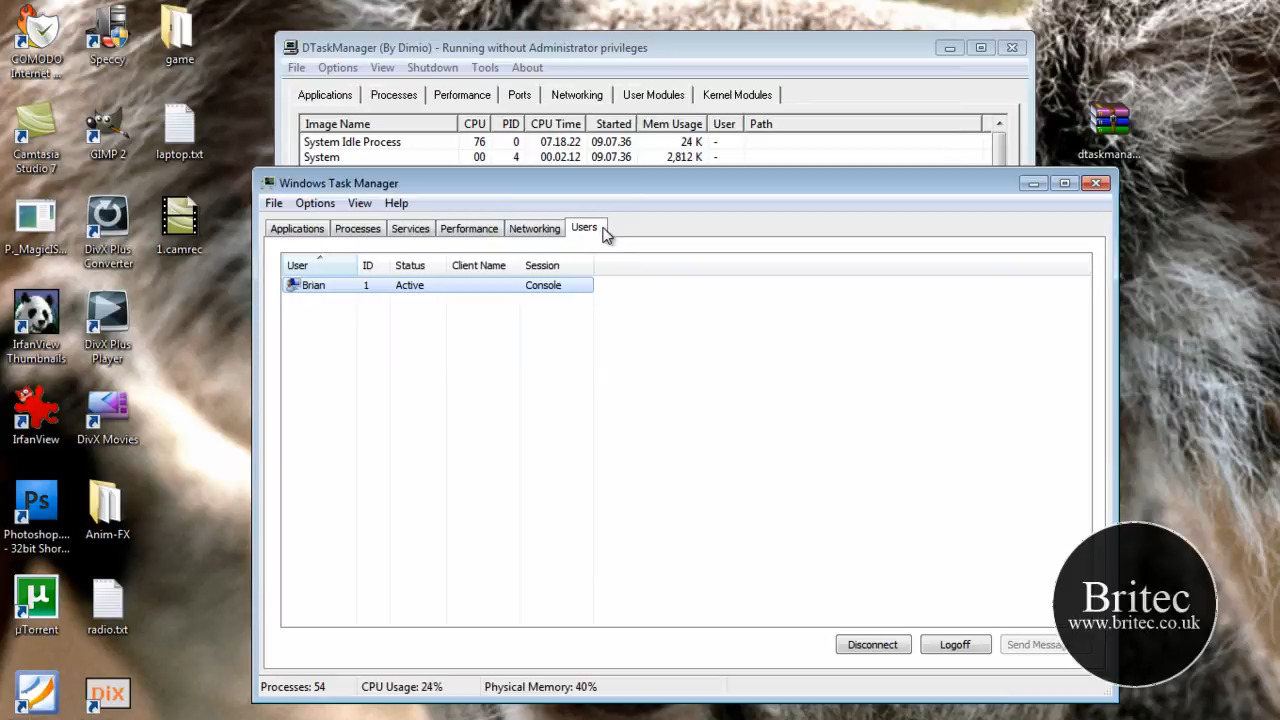 COMODO
Internet ...
Speccy
game
Camtasia
Studio 7
GIMP 2
laptop.txt
P._MagicIS...
DivX Plus
Converter
1.camrec
IrfanView
Thumbnails
DivX Plus
Player
IrfanView
DivX Movies
Photoshop....
- 32bit Shor...
Ps
Anim-FX
µ
µTorrent
radio.txt
DiX
dtaskmana...
DTaskManager (By Dimio) - Running without Administrator privileges
File Options View Shutdown Tools About
Applications Processes Performance Ports Networking User Modules Kernel Modules
Image Name CPU PID CPU Time Started Mem Usage User Path
System Idle Process 76 0 07.18.22 09.07.36 24 K -
System 00 4 00.02.12 09.07.36 2,812 K -
Windows Task Manager
File Options View Help
Applications Processes Services Performance Networking Users
User ID Status Client Name Session
Brian 1 Active Console
Disconnect Logoff Send Messa
Processes: 54 CPU Usage: 24% Physical Memory: 40%
Britec
www.britec.co.uk